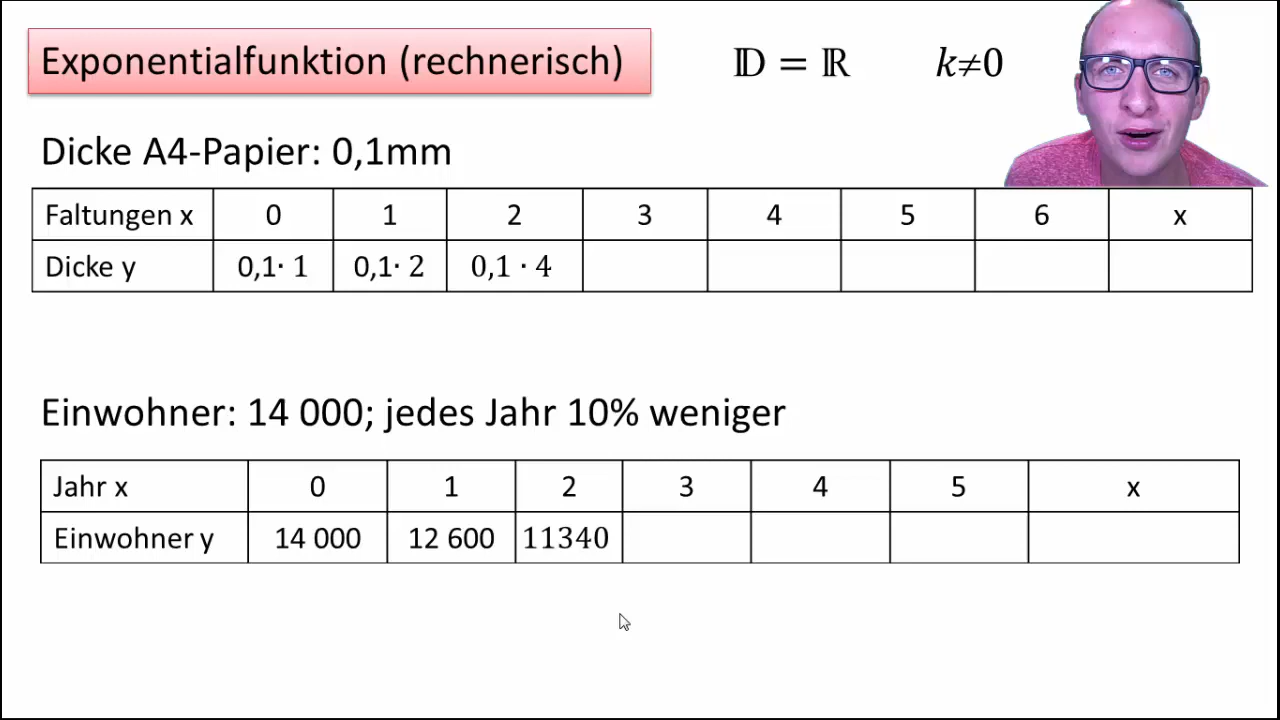 Exponentialfunktion (rechnerisch)
𝔻 = ℝ k≠0
Dicke A4-Papier: 0,1mm
Faltungen x 0 1 2 3 4 5 6 x
Dicke y 0,1· 1 0,1· 2 0,1 · 4
Einwohner: 14 000; jedes Jahr 10% weniger
Jahr x 0 1 2 3 4 5 x
Einwohner y 14 000 12 600 11340